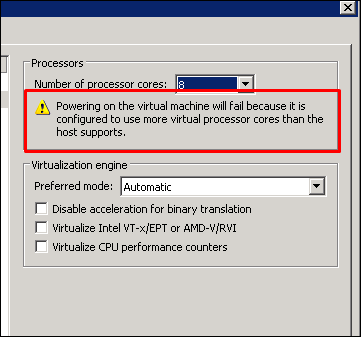 Processors
Number of processor cores: 8
Powering on the virtual machine will fail because it is
configured to use more virtual processor cores than the
host supports.
Virtualization engine
Preferred mode: Automatic
Disable acceleration for binary translation
Virtualize Intel VT-x/EPT or AMD-V/RVI
Virtualize CPU performance counters